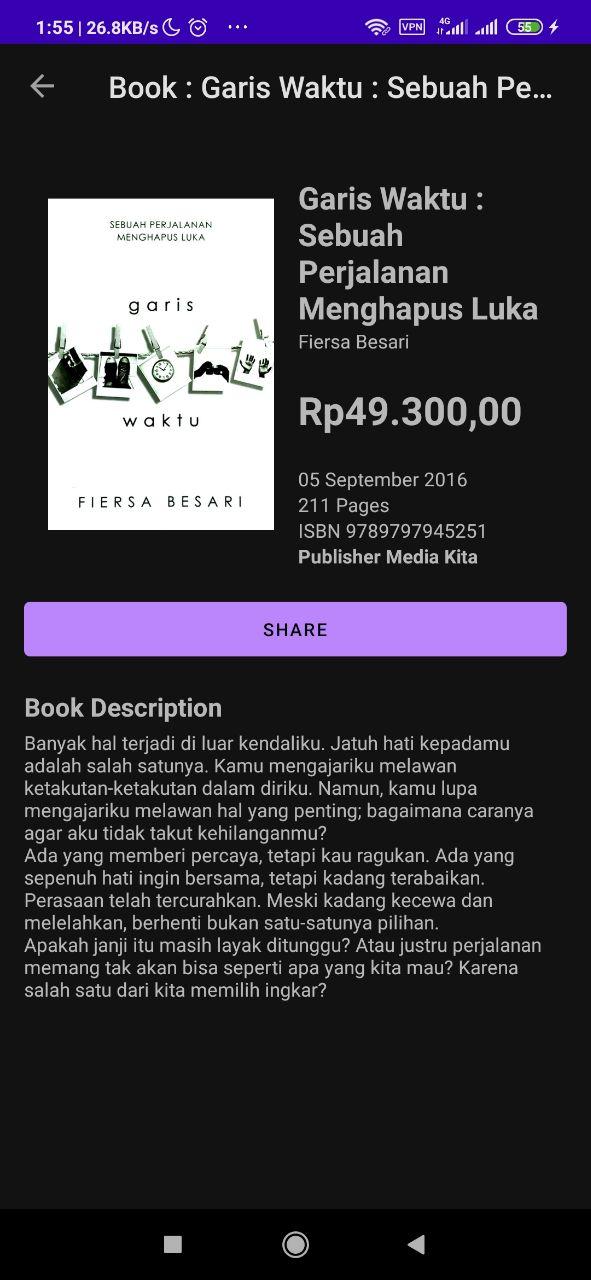 1:55 | 26.8KB/s ... VPN 4G 55
Book : Garis Waktu : Sebuah Pe...
SEBUAH PERJALANAN
MENGHAPUS LUKA
garis
waktu
FIERSA BESARI
Garis Waktu :
Sebuah
Perjalanan
Menghapus Luka
Fiersa Besari
Rp49.300,00
05 September 2016
211 Pages
ISBN 9789797945251
Publisher Media Kita
SHARE
Book Description
Banyak hal terjadi di luar kendaliku. Jatuh hati kepadamu
adalah salah satunya. Kamu mengajariku melawan
ketakutan-ketakutan dalam diriku. Namun, kamu lupa
mengajariku melawan hal yang penting; bagaimana caranya
agar aku tidak takut kehilanganmu?
Ada yang memberi percaya, tetapi kau ragukan. Ada yang
sepenuh hati ingin bersama, tetapi kadang terabaikan.
Perasaan telah tercurahkan. Meski kadang kecewa dan
melelahkan, berhenti bukan satu-satunya pilihan.
Apakah janji itu masih layak ditunggu? Atau justru perjalanan
memang tak akan bisa seperti apa yang kita mau? Karena
salah satu dari kita memilih ingkar?